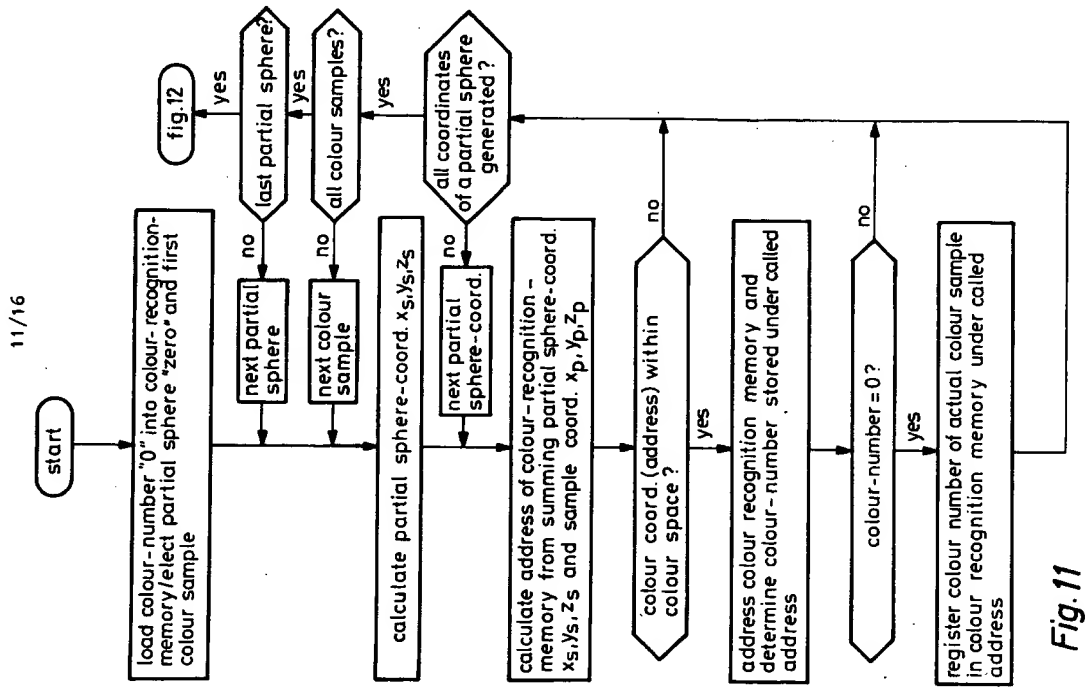 11/16
start
load colour-number "0" into colour-recognition-
memory/elect partial sphere "zero" and first
colour sample
fig.12
yes
last partial sphere?
no
next partial
sphere
yes
all colour samples?
no
next colour
sample
calculate partial sphere-coord. xs,ys,zs
yes
all coordinates
of a partial sphere
generated?
no
next partial
sphere-coord.
calculate address of colour-recognition-
memory from summing partial sphere-coord.
xs,ys,zs and sample coord. xp,yp,zp
colour coord.(address) within
colour space?
no
yes
address colour recognition memory and
determine colour-number stored under called
address
colour-number = 0?
no
yes
register colour number of actual colour sample
in colour recognition memory under called
address
Fig.11